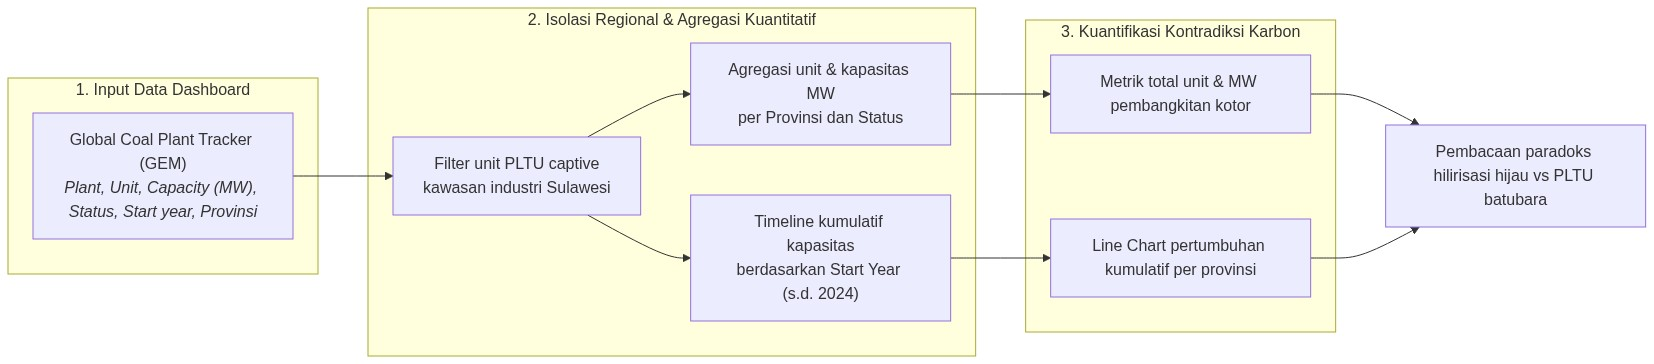 1. Input Data Dashboard
Global Coal Plant Tracker
(GEM)
Plant, Unit, Capacity (MW),
Status, Start year, Provinsi
2. Isolasi Regional & Agregasi Kuantitatif
Filter unit PLTU captive
kawasan industri Sulawesi
Agregasi unit & kapasitas
MW
per Provinsi dan Status
Timeline kumulatif
kapasitas
berdasarkan Start Year
(s.d. 2024)
3. Kuantifikasi Kontradiksi Karbon
Metrik total unit & MW
pembangkitan kotor
Line Chart pertumbuhan
kumulatif per provinsi
Pembacaan paradoks
hilirisasi hijau vs PLTU
batubara